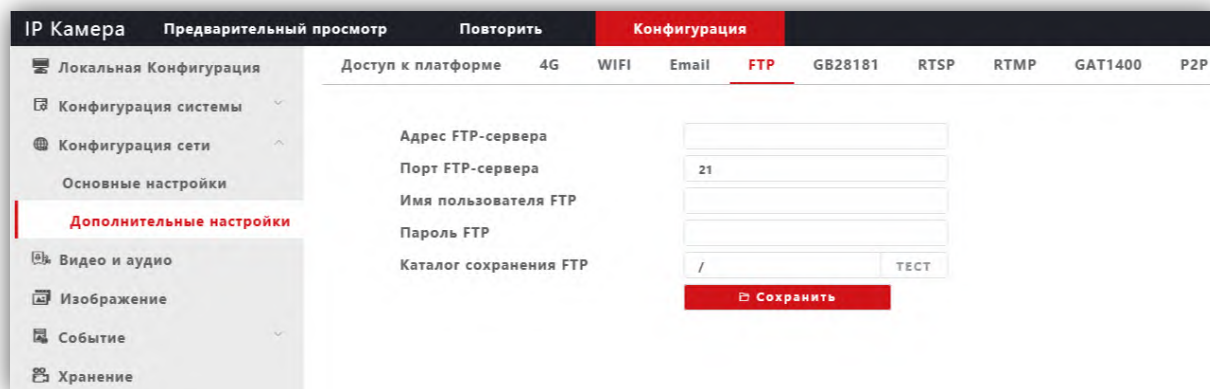 IP Камера Предварительный просмотр Повторить Конфигурация
Локальная Конфигурация
Конфигурация системы
Конфигурация сети
Основные настройки
Дополнительные настройки
Видео и аудио
Изображение
Событие
Хранение
Доступ к платформе 4G WIFI Email FTP GB28181 RTSP RTMP GAT1400 P2P
Адрес FTP-сервера
Порт FTP-сервера 21
Имя пользователя FTP
Пароль FTP
Каталог сохранения FTP / ТЕСТ
Сохранить